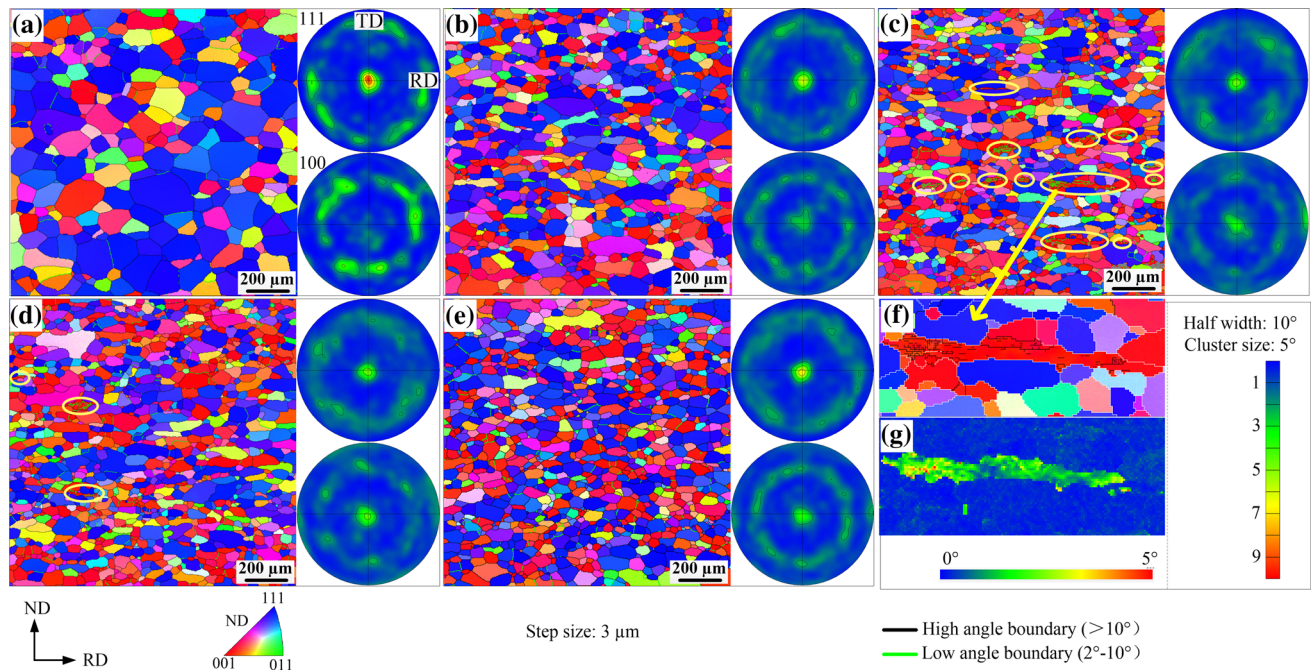 (a)
111
TD
RD
100
200 μm
(b)
200 μm
(c)
200 μm
(d)
200 μm
(e)
200 μm
(f)
(g)
0°
5°
Half width: 10°
Cluster size: 5°
1
3
5
7
9
ND
RD
111
ND
001
011
Step size: 3 μm
High angle boundary (>10°)
Low angle boundary (2°-10°)